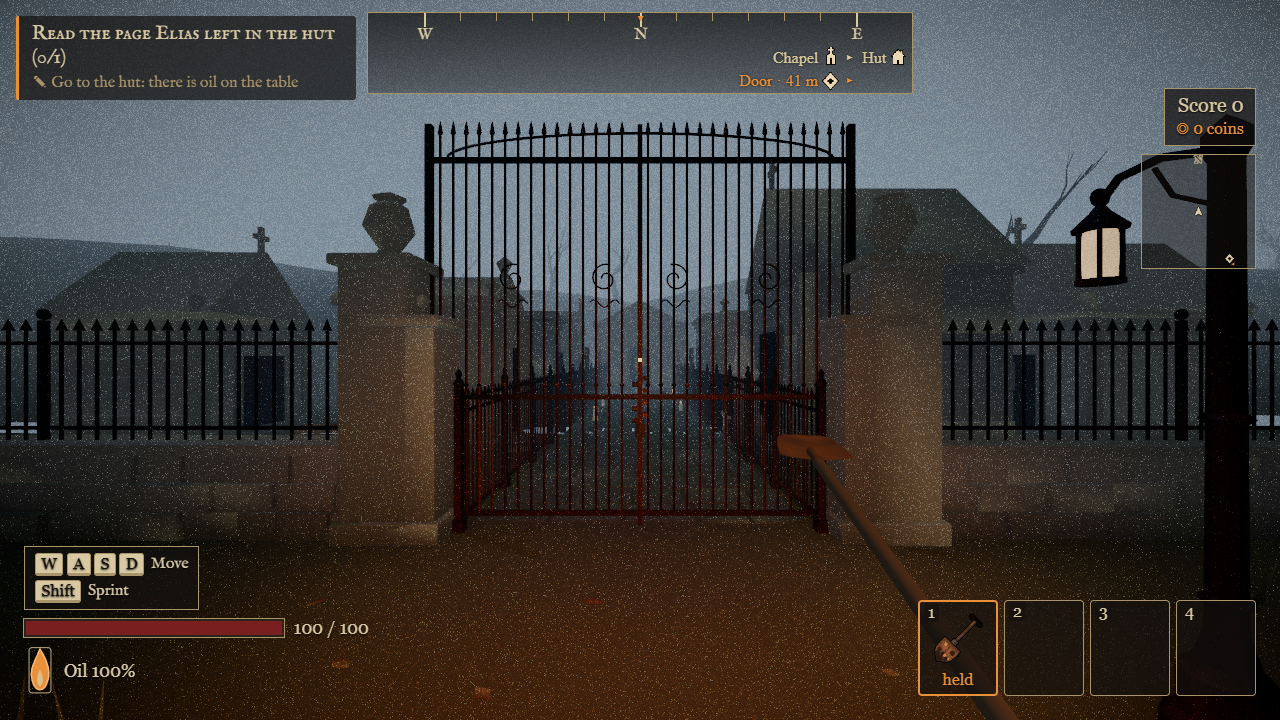 Read the page Elias left in the hut
(0/1)
Go to the hut: there is oil on the table
W N E
Chapel Hut
Door · 41 m
Score 0
0 coins
N
W A S D Move
Shift Sprint
100 / 100
Oil 100%
1 2 3 4
held